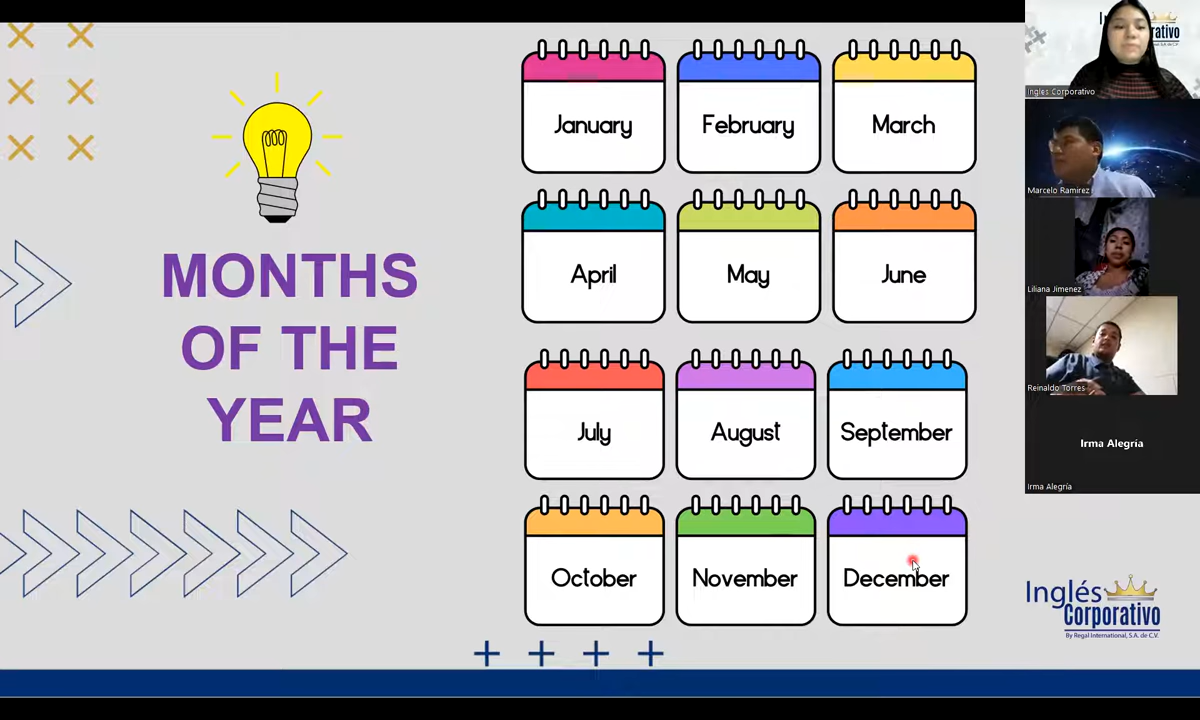 MONTHS
OF THE
YEAR
January February March
April May June
July August September
October November December
Inglés Corporativo
Marcelo Ramirez
Liliana Jimenez
Reinaldo Torres
Irma Alegría
Irma Alegría
Inglés
Corporativo
By Regal International, S.A. de C.V.